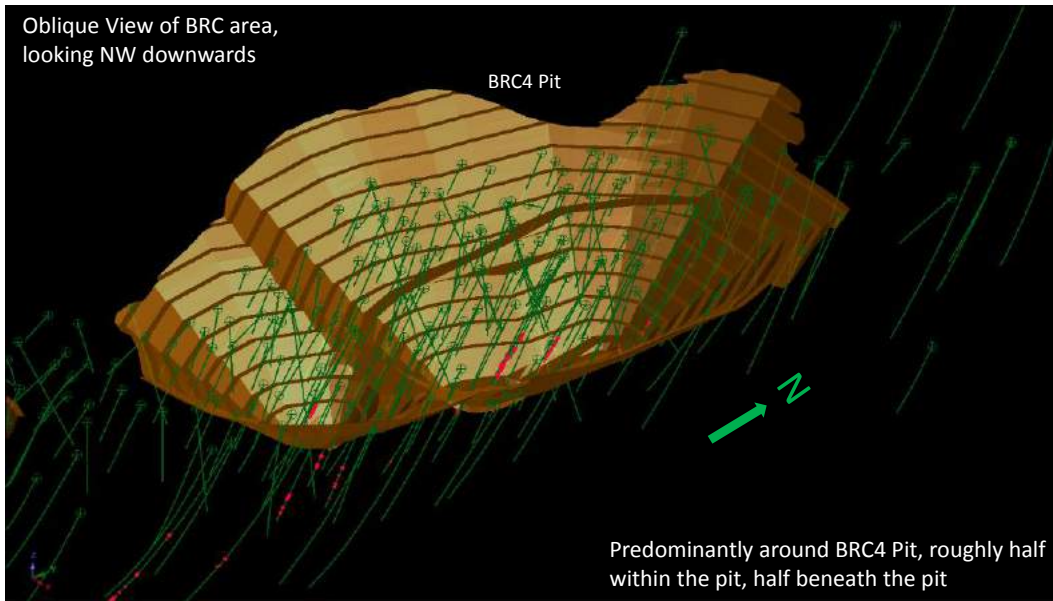 Oblique View of BRC area,
looking NW downwards
BRC4 Pit
N
Predominantly around BRC4 Pit, roughly half
within the pit, half beneath the pit